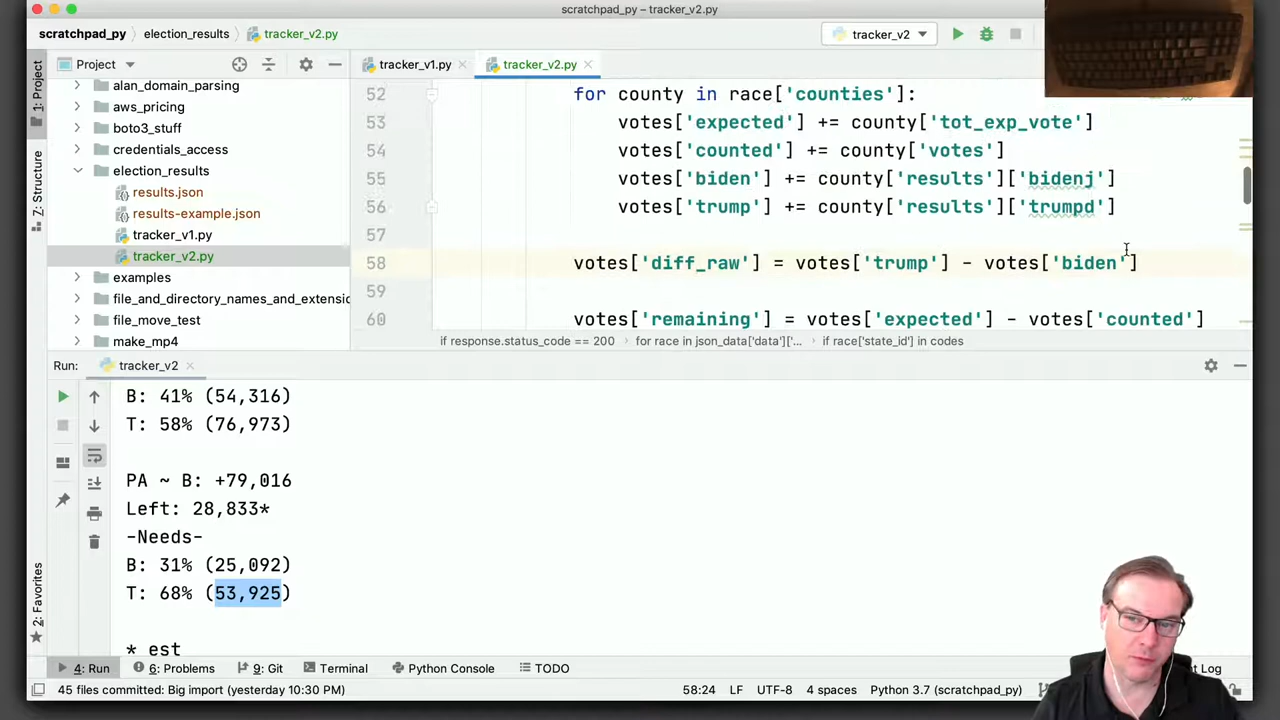 scratchpad_py – tracker_v2.py
scratchpad_py election_results tracker_v2.py
tracker_v2
1: Project
Z: Structure
2: Favorites
Project
alan_domain_parsing
aws_pricing
boto3_stuff
credentials_access
election_results
results.json
results-example.json
tracker_v1.py
tracker_v2.py
examples
file_and_directory_names_and_extensio
file_move_test
make_mp4
tracker_v1.py tracker_v2.py
52 for county in race['counties']:
53 votes['expected'] += county['tot_exp_vote']
54 votes['counted'] += county['votes']
55 votes['biden'] += county['results']['bidenj']
56 votes['trump'] += county['results']['trumpd']
57
58 votes['diff_raw'] = votes['trump'] - votes['biden']
59
60 votes['remaining'] = votes['expected'] - votes['counted']
if response.status_code == 200 for race in json_data['data']['... if race['state_id'] in codes
Run: tracker_v2
B: 41% (54,316)
T: 58% (76,973)
PA ~ B: +79,016
Left: 28,833*
-Needs-
B: 31% (25,092)
T: 68% (53,925)
* est
4: Run 6: Problems 9: Git Terminal Python Console TODO t Log
45 files committed: Big import (yesterday 10:30 PM) 58:24 LF UTF-8 4 spaces Python 3.7 (scratchpad_py)